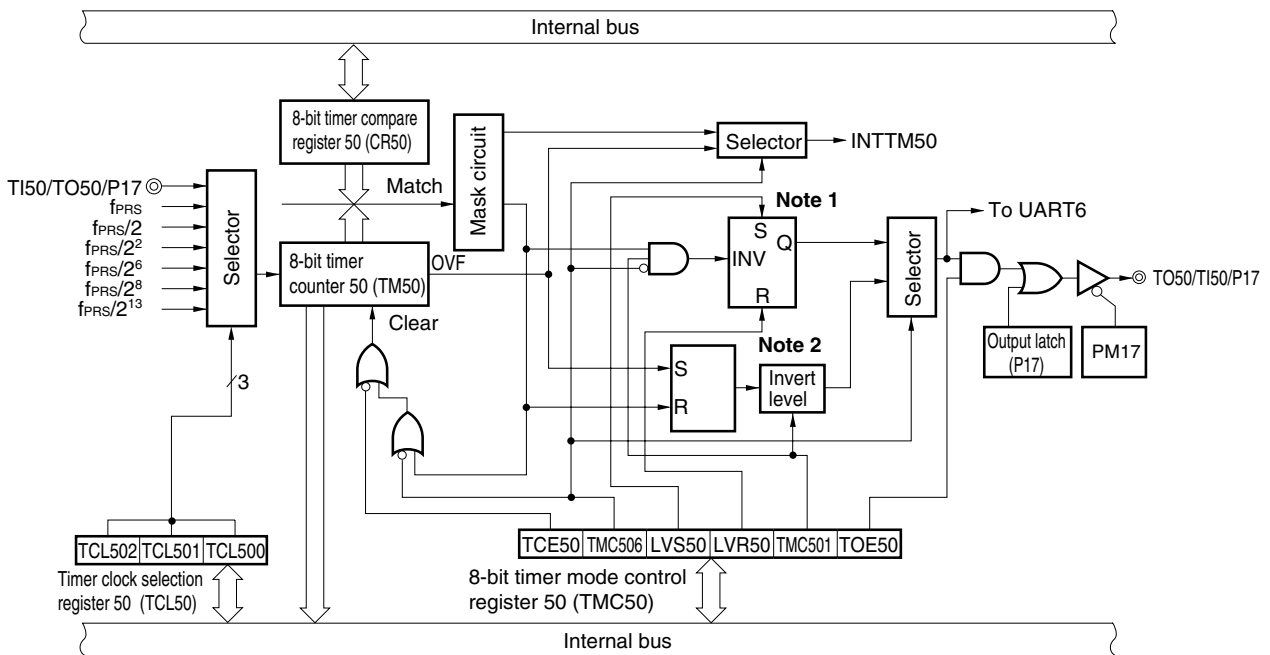 Internal bus
8-bit timer compare
register 50 (CR50)
Mask circuit
Selector
INTTM50
TI50/TO50/P17
fPRS
fPRS/2
fPRS/2²
fPRS/2⁶
fPRS/2⁸
fPRS/2¹³
Selector
Match
8-bit timer
counter 50 (TM50)
OVF
Clear
Note 1
S
Q
INV
R
Selector
To UART6
TO50/TI50/P17
Output latch
(P17)
PM17
Note 2
S
R
Invert
level
3
TCL502 TCL501 TCL500
Timer clock selection
register 50 (TCL50)
TCE50 TMC506 LVS50 LVR50 TMC501 TOE50
8-bit timer mode control
register 50 (TMC50)
Internal bus